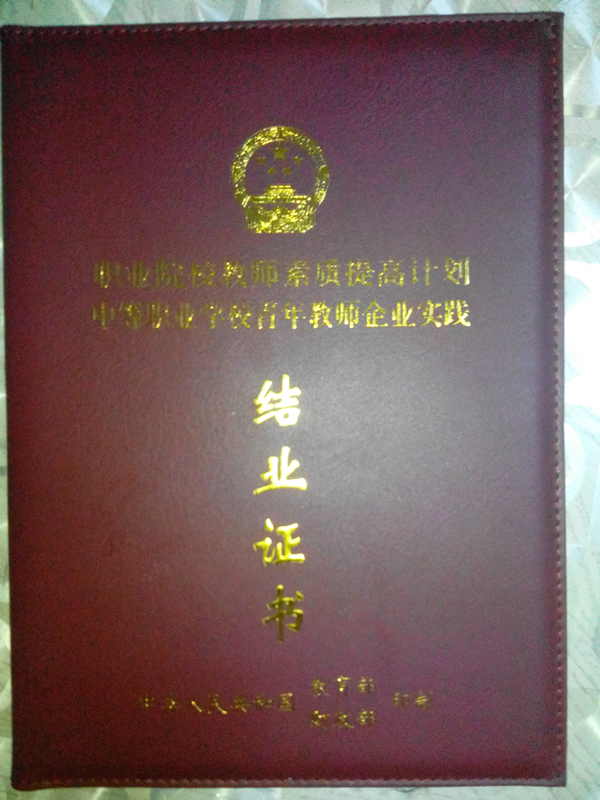 职业院校教师素质提高计划
中等职业学校青年教师企业实践
结
业
证
书
中华人民共和国 教育部 财政部 印制